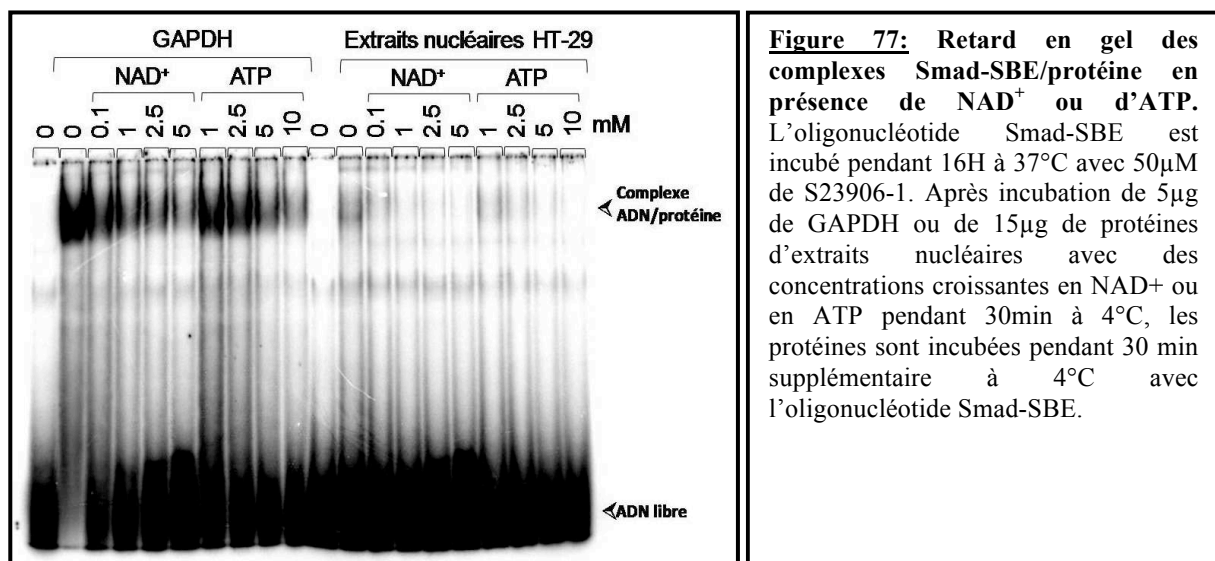 GAPDH Extraits nucléaires HT-29
NAD⁺ ATP NAD⁺ ATP
0 0 0.1 1 2.5 5 1 2.5 5 10 0 0 0.1 1 2.5 5 1 2.5 5 10 mM
Complexe
ADN/protéine
ADN libre
Figure 77: Retard en gel des
complexes Smad-SBE/protéine en
présence de NAD⁺ ou d’ATP.
L’oligonucléotide Smad-SBE est
incubé pendant 16H à 37°C avec 50µM
de S23906-1. Après incubation de 5µg
de GAPDH ou de 15µg de protéines
d’extraits nucléaires avec des
concentrations croissantes en NAD+ ou
en ATP pendant 30min à 4°C, les
protéines sont incubées pendant 30 min
supplémentaire à 4°C avec
l’oligonucléotide Smad-SBE.